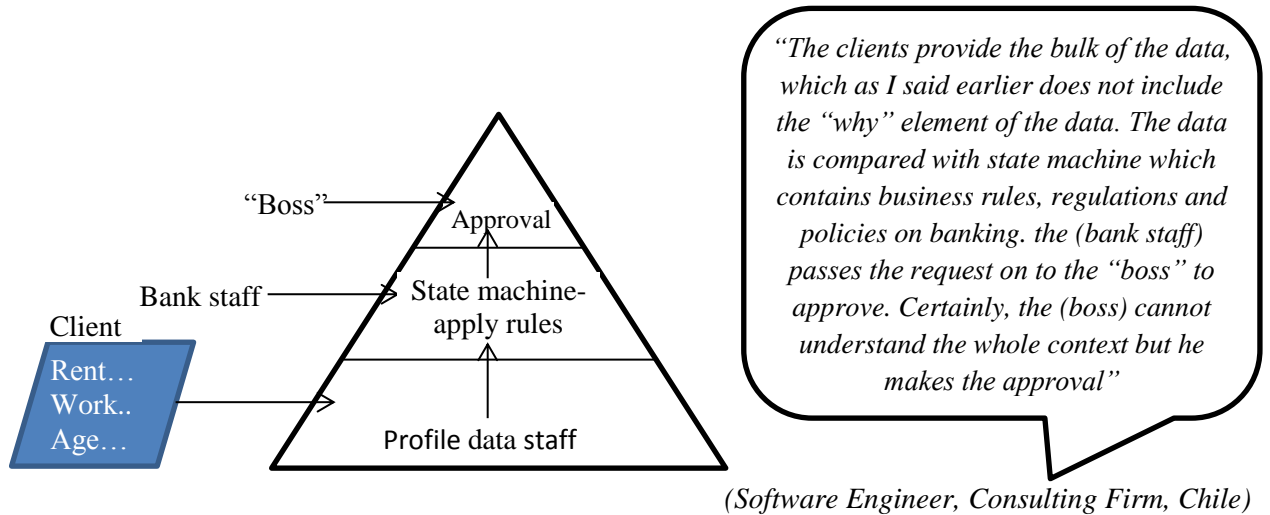 “Boss”
Approval
Bank staff
State machine-
apply rules
Client
Rent…
Work..
Age…
Profile data staff
“The clients provide the bulk of the data,
which as I said earlier does not include
the “why” element of the data. The data
is compared with state machine which
contains business rules, regulations and
policies on banking. the (bank staff)
passes the request on to the “boss” to
approve. Certainly, the (boss) cannot
understand the whole context but he
makes the approval”
(Software Engineer, Consulting Firm, Chile)